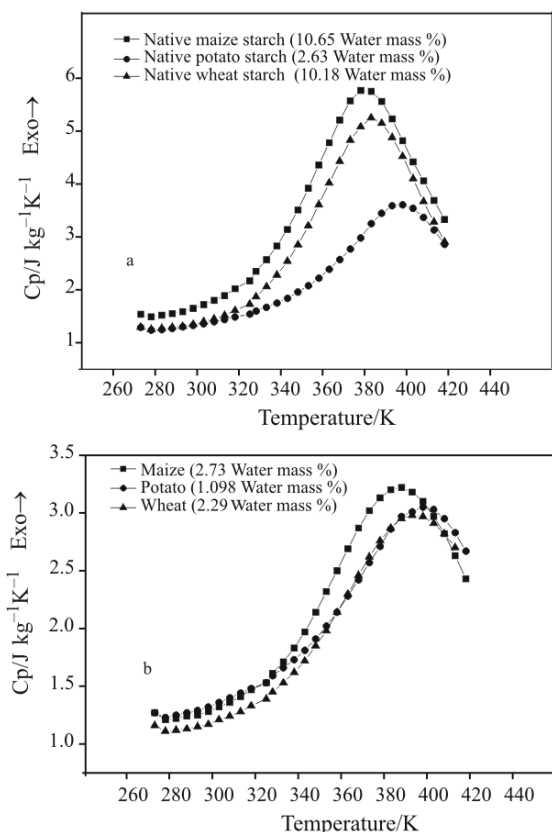 Native maize starch (10.65 Water mass %)
Native potato starch (2.63 Water mass %)
Native wheat starch (10.18 Water mass %)
6
5
4
3
2
1
Cp/J kg⁻¹K⁻¹ Exo→
a
260 280 300 320 340 360 380 400 420 440
Temperature/K
Maize (2.73 Water mass %)
Potato (1.098 Water mass %)
Wheat (2.29 Water mass %)
3.5
3.0
2.5
2.0
1.5
1.0
Cp/J kg⁻¹K⁻¹ Exo→
b
260 280 300 320 340 360 380 400 420 440
Temperature/K